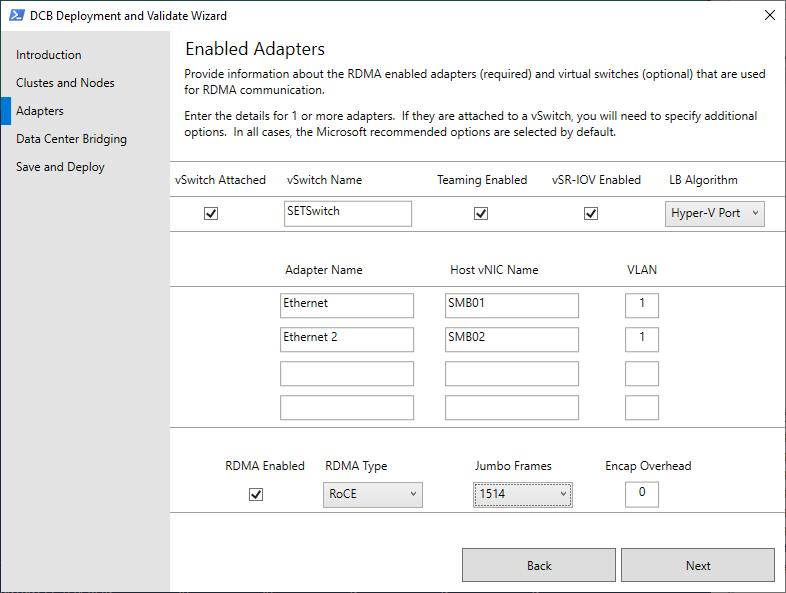 DCB Deployment and Validate Wizard
Introduction
Clustes and Nodes
Adapters
Data Center Bridging
Save and Deploy
Enabled Adapters
Provide information about the RDMA enabled adapters (required) and virtual switches (optional) that are used
for RDMA communication.
Enter the details for 1 or more adapters. If they are attached to a vSwitch, you will need to specify additional
options. In all cases, the Microsoft recommended options are selected by default.
vSwitch Attached vSwitch Name Teaming Enabled vSR-IOV Enabled LB Algorithm
SETSwitch Hyper-V Port
Adapter Name Host vNIC Name VLAN
Ethernet SMB01 1
Ethernet 2 SMB02 1
RDMA Enabled RDMA Type Jumbo Frames Encap Overhead
RoCE 1514 0
Back Next